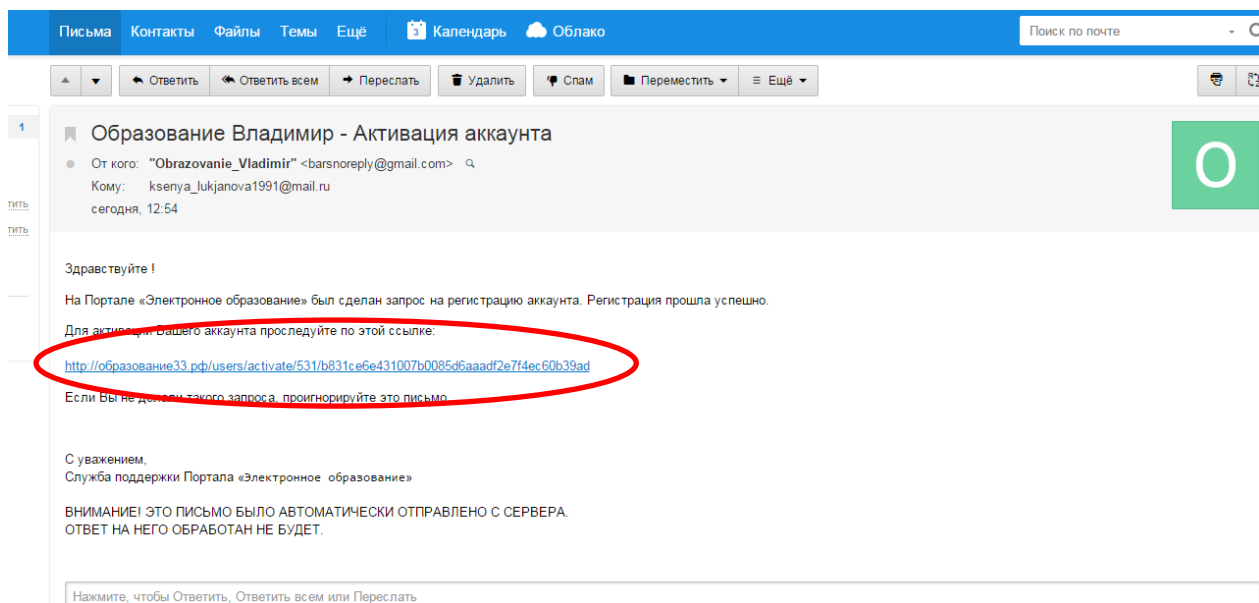 Письма Контакты Файлы Темы Ещё 3 Календарь Облако Поиск по почте
Ответить Ответить всем Переслать Удалить Спам Переместить Ещё
1
Образование Владимир - Активация аккаунта
От кого: "Obrazovanie_Vladimir" <barsnoreply@gmail.com>
O
Кому: ksenya_lukjanova1991@mail.ru
тить
сегодня, 12:54
тить
Здравствуйте !
На Портале «Электронное образование» был сделан запрос на регистрацию аккаунта. Регистрация прошла успешно.
Для активации Вашего аккаунта проследуйте по этой ссылке:
http://образование33.рф/users/activate/531/b831ce6e431007b0085d6aaadf2e7f4ec60b39ad
Если Вы не делали такого запроса, проигнорируйте это письмо
С уважением,
Служба поддержки Портала «Электронное образование»
ВНИМАНИЕ! ЭТО ПИСЬМО БЫЛО АВТОМАТИЧЕСКИ ОТПРАВЛЕНО С СЕРВЕРА.
ОТВЕТ НА НЕГО ОБРАБОТАН НЕ БУДЕТ.
Нажмите, чтобы Ответить, Ответить всем или Переслать